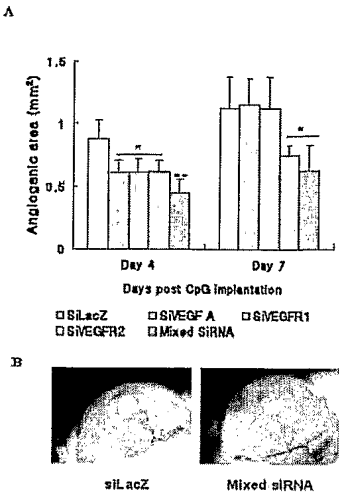 A
Angiogenic area (mm²)
1,5
1
0,5
0
*
**
*
Day 4
Day 7
Days post CpG Implantation
SiLacZ
SiVEGF A
SiVEGFR1
SiVEGFR2
Mixed SiRNA
B
siLacZ
Mixed siRNA